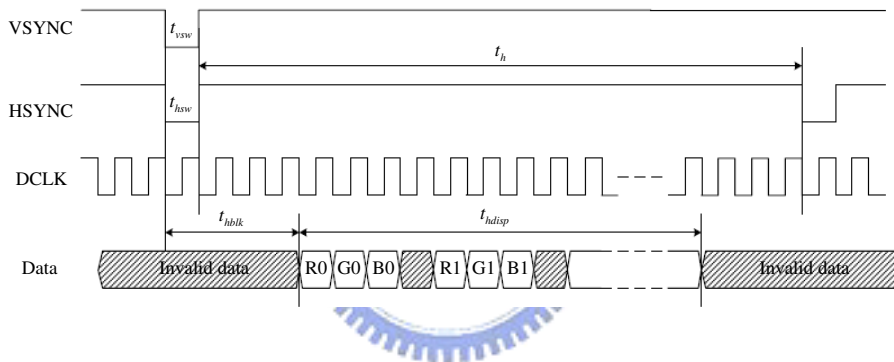 VSYNC
t_vsw
t_h
HSYNC
t_hsw
DCLK
t_hblk
t_hdisp
Data
Invalid data R0 G0 B0 R1 G1 B1 Invalid data